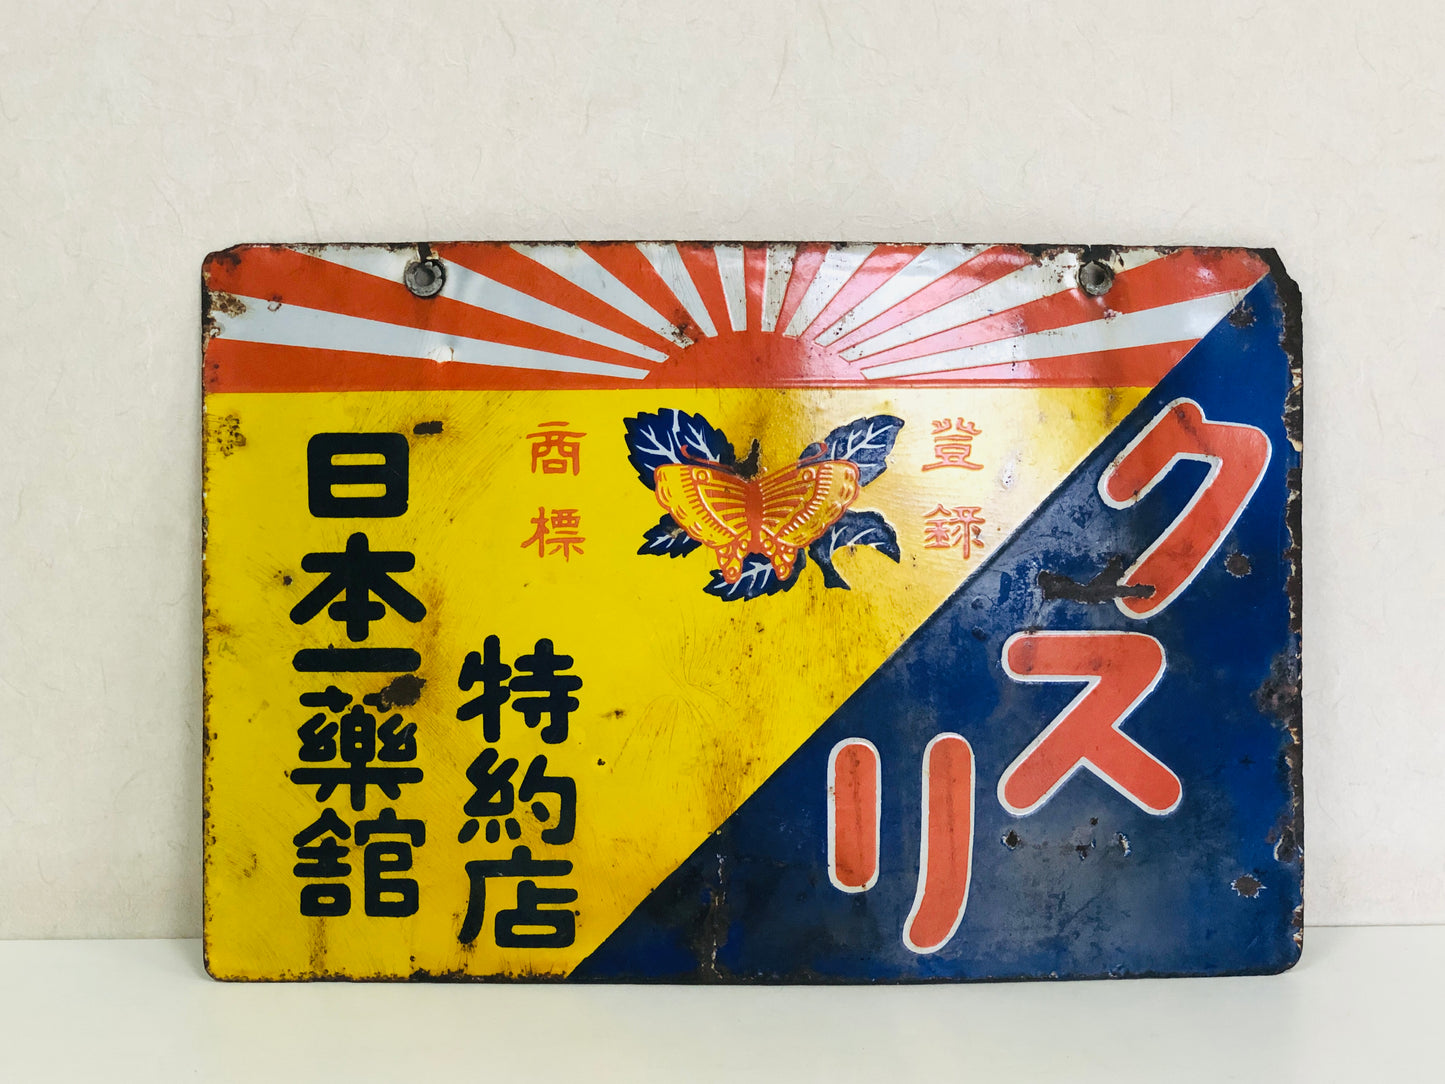 クスリ
登録
商標
特約店
日本一薬舘